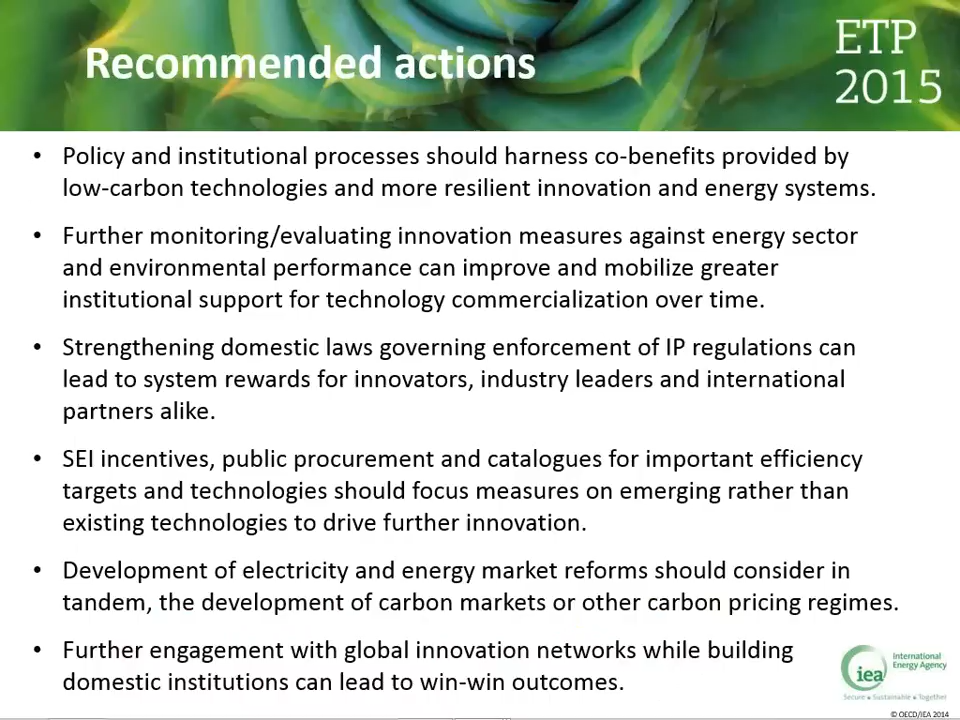 Recommended actions
ETP
2015
• Policy and institutional processes should harness co-benefits provided by
low-carbon technologies and more resilient innovation and energy systems.
• Further monitoring/evaluating innovation measures against energy sector
and environmental performance can improve and mobilize greater
institutional support for technology commercialization over time.
• Strengthening domestic laws governing enforcement of IP regulations can
lead to system rewards for innovators, industry leaders and international
partners alike.
• SEI incentives, public procurement and catalogues for important efficiency
targets and technologies should focus measures on emerging rather than
existing technologies to drive further innovation.
• Development of electricity and energy market reforms should consider in
tandem, the development of carbon markets or other carbon pricing regimes.
• Further engagement with global innovation networks while building
domestic institutions can lead to win-win outcomes.
International
Energy Agency
iea
Secure • Sustainable • Together
© OECD/IEA 2014